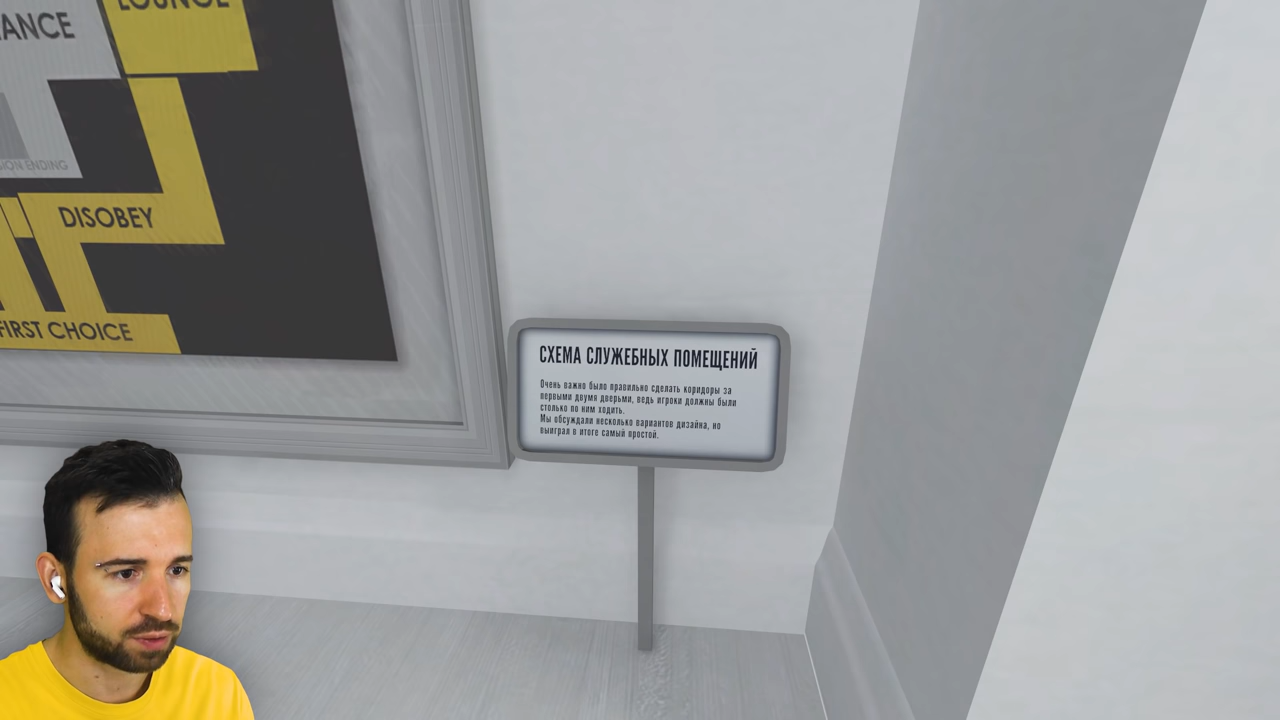 LOUNGE
ANCE
ENDING
DISOBEY
FIRST CHOICE
СХЕМА СЛУЖЕБНЫХ ПОМЕЩЕНИЙ
Очень важно было правильно сделать коридоры за
первыми двумя дверьми, ведь игроки должны были
столько по ним ходить.
Мы обсуждали несколько вариантов дизайна, но
выиграл в итоге самый простой.